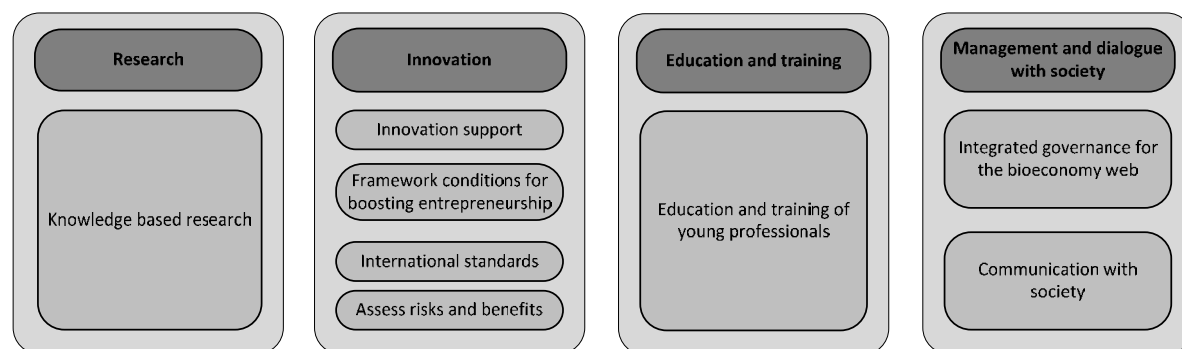 Research
Knowledge based research
Innovation
Innovation support
Framework conditions for
boosting entrepreneurship
International standards
Assess risks and benefits
Education and training
Education and training of
young professionals
Management and dialogue
with society
Integrated governance for
the bioeconomy web
Communication with
society